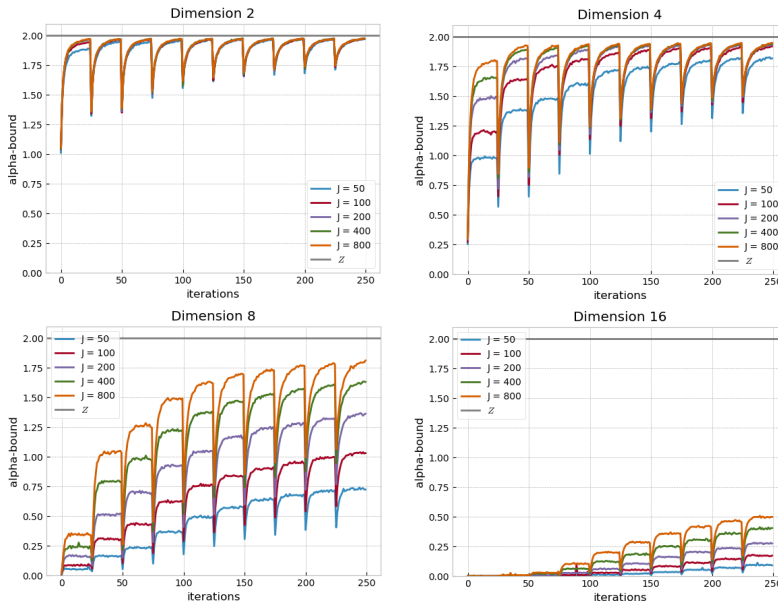 Dimension 2
alpha-bound
2.00
1.75
1.50
1.25
1.00
0.75
0.50
0.25
0.00
J = 50
J = 100
J = 200
J = 400
J = 800
Z
0 50 100 150 200 250
iterations
Dimension 4
alpha-bound
2.00
1.75
1.50
1.25
1.00
0.75
0.50
0.25
0.00
J = 50
J = 100
J = 200
J = 400
J = 800
Z
0 50 100 150 200 250
iterations
Dimension 8
alpha-bound
2.00
1.75
1.50
1.25
1.00
0.75
0.50
0.25
0.00
J = 50
J = 100
J = 200
J = 400
J = 800
Z
0 50 100 150 200 250
iterations
Dimension 16
alpha-bound
2.00
1.75
1.50
1.25
1.00
0.75
0.50
0.25
0.00
J = 50
J = 100
J = 200
J = 400
J = 800
Z
0 50 100 150 200 250
iterations